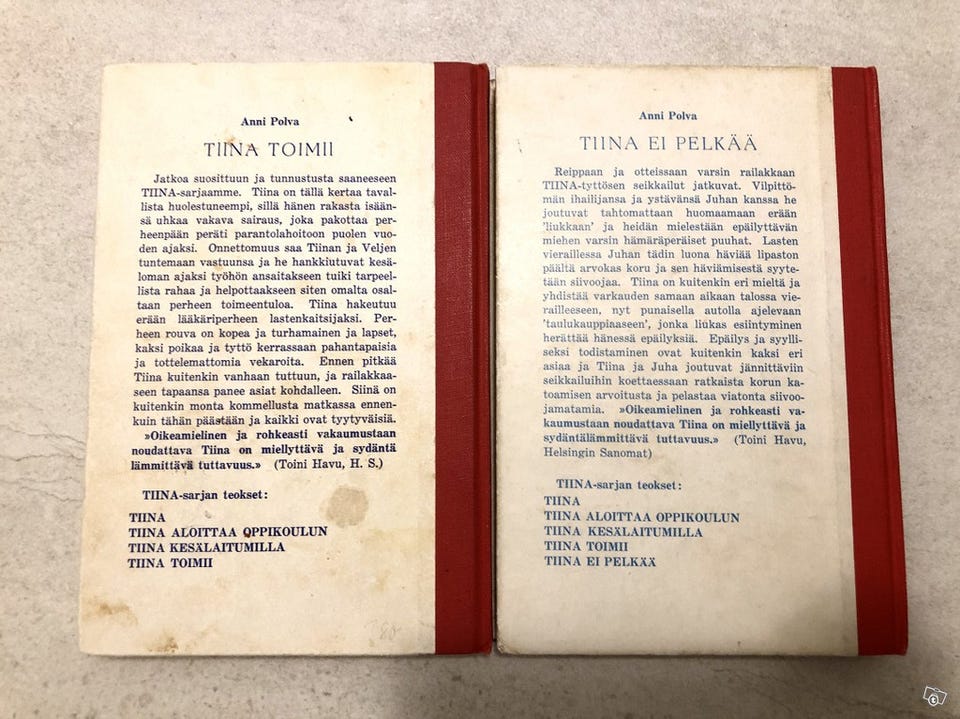 Anni Polva
TIINA TOIMII
Jatkoa suosittuun ja tunnustusta saaneeseen
TIINA-sarjaamme. Tiina on tällä kertaa taval-
lista huolestuneempi, sillä hänen rakasta isään-
sä uhkaa vakava sairaus, joka pakottaa per-
heenpään peräti parantolahoitoon puolen vuo-
den ajaksi. Onnettomuus saa Tiinan ja Veljen
tuntemaan vastuunsa ja he hankkiutuvat kesä-
loman ajaksi työhön ansaitakseen tuiki tarpeel-
lista rahaa ja helpottaakseen siten omalta osal-
taan perheen toimeentuloa. Tiina hakeutuu
erään lääkäriperheen lastenkaitsijaksi. Per-
heen rouva on kopea ja turhamainen ja lapset,
kaksi poikaa ja tyttö kerrassaan pahantapaisia
ja tottelemattomia vekaroita. Ennen pitkää
Tiina kuitenkin vanhaan tuttuun, ja railakkaa-
seen tapaansa panee asiat kohdalleen. Siinä on
kuitenkin monta kommellusta matkassa ennen-
kuin tähän päästään ja kaikki ovat tyytyväisiä.
»Oikeamielinen ja rohkeasti vakaumustaan
noudattava Tiina on miellyttävä ja sydäntä
lämmittävä tuttavuus.» (Toini Havu, H. S.)
TIINA-sarjan teokset:
TIINA
TIINA ALOITTAA OPPIKOULUN
TIINA KESÄLAITUMILLA
TIINA TOIMII
Anni Polva
TIINA EI PELKÄÄ
Reippaan ja otteissaan varsin railakkaan
TIINA-tyttösen seikkailut jatkuvat. Vilpittö-
män ihailijansa ja ystävänsä Juhan kanssa he
joutuvat tahtomattaan huomaamaan erään
'liukkaan' ja heidän mielestään epäilyttävän
miehen varsin hämäräperäiset puuhat. Lasten
vieraillessa Juhan tädin luona häviää lipaston
päältä arvokas koru ja sen häviämisestä syyte-
tään siivoojaa. Tiina on kuitenkin eri mieltä ja
yhdistää varkauden samaan aikaan talossa vie-
railleeseen, nyt punaisella autolla ajelevaan
'taulukauppiaaseen', jonka liukas esiintyminen
herättää hänessä epäilyksiä. Epäilys ja syylli-
seksi todistaminen ovat kuitenkin kaksi eri
asiaa ja Tiina ja Juha joutuvat jännittäviin
seikkailuihin koettaessaan ratkaista korun ka-
toamisen arvoitusta ja pelastaa viatonta siivoo-
jamatamia. »Oikeamielinen ja rohkeasti va-
kaumustaan noudattava Tiina on miellyttävä ja
sydäntälämmittävä tuttavuus.» (Toini Havu,
Helsingin Sanomat)
TIINA-sarjan teokset:
TIINA
TIINA ALOITTAA OPPIKOULUN
TIINA KESÄLAITUMILLA
TIINA TOIMII
TIINA EI PELKÄÄ